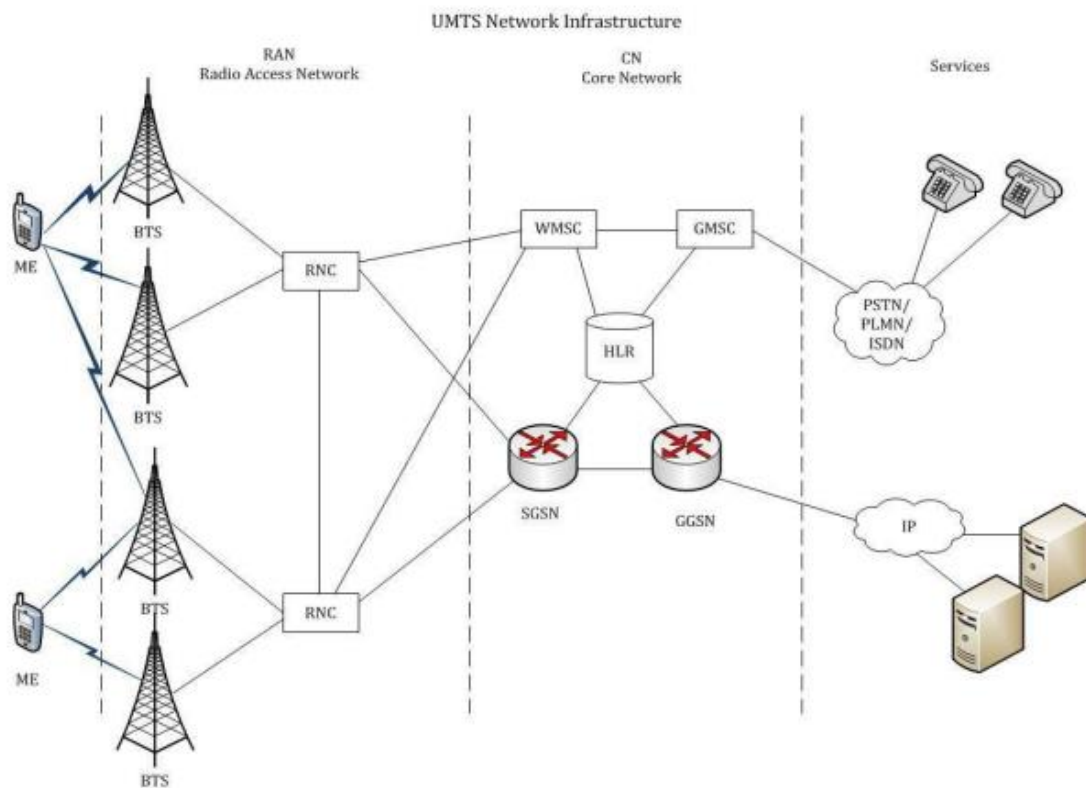 UMTS Network Infrastructure
RAN
Radio Access Network
CN
Core Network
Services
BTS
ME
BTS
RNC
WMSC
GMSC
HLR
PSTN/
PLMN/
ISDN
SGSN
GGSN
IP
BTS
ME
RNC
BTS